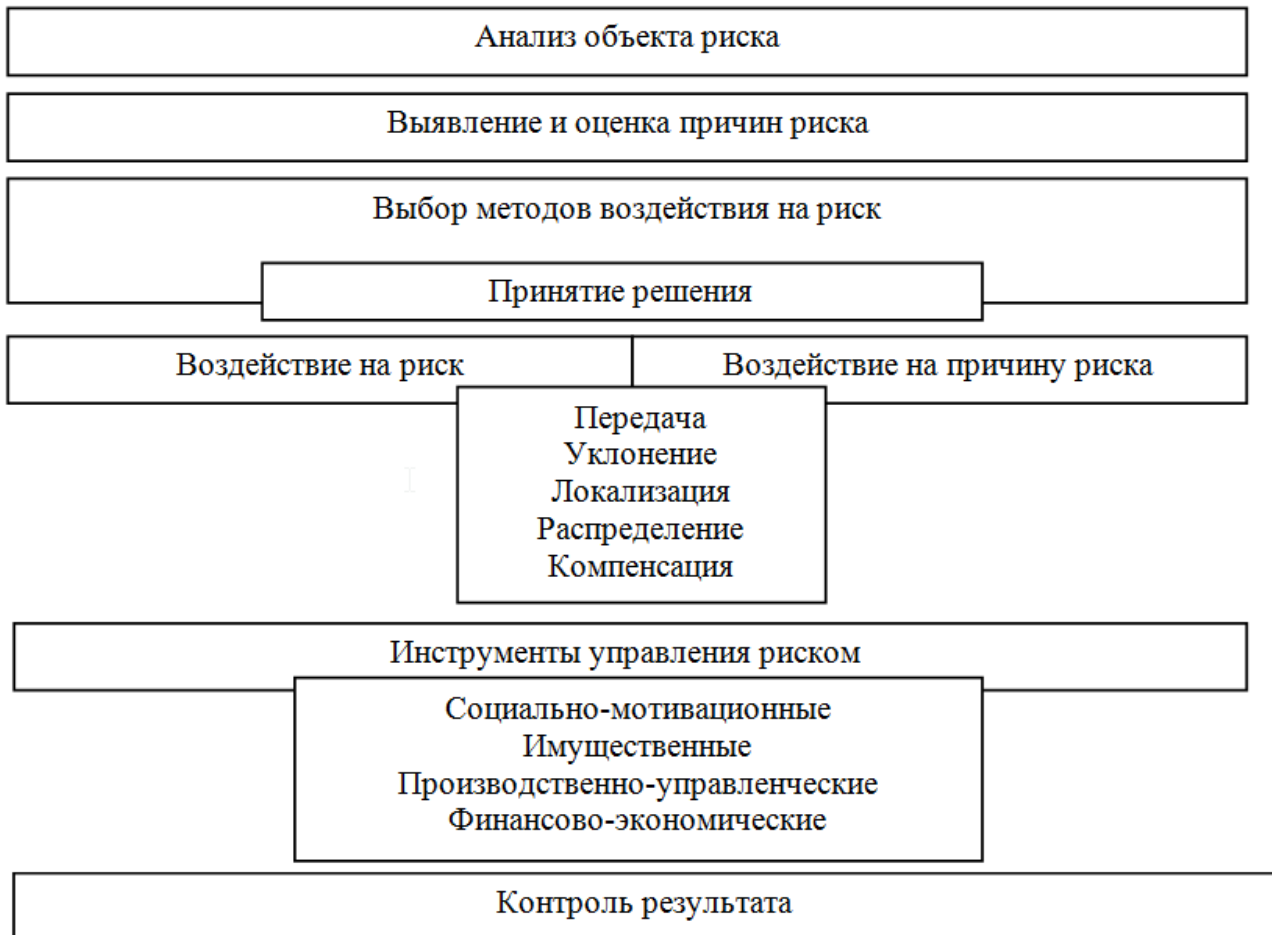 Анализ объекта риска
Выявление и оценка причин риска
Выбор методов воздействия на риск
Принятие решения
Воздействие на риск
Воздействие на причину риска
Передача
Уклонение
Локализация
Распределение
Компенсация
Инструменты управления риском
Социально-мотивационные
Имущественные
Производственно-управленческие
Финансово-экономические
Контроль результата